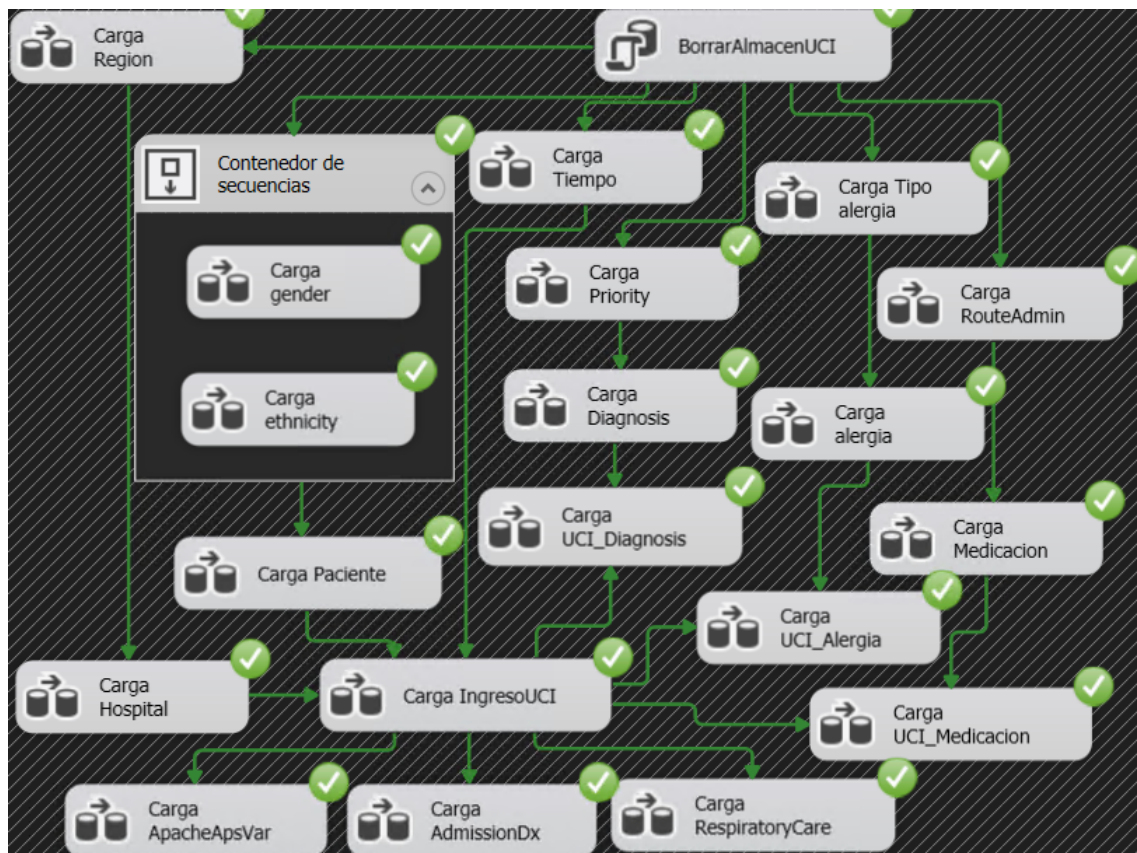 Carga
Region
BorrarAlmacenUCI
Contenedor de
secuencias
Carga
Tiempo
Carga Tipo
alergia
Carga
gender
Carga
Priority
Carga
RouteAdmin
Carga
ethnicity
Carga
Diagnosis
Carga
alergia
Carga
UCI_Diagnosis
Carga
Medicacion
Carga Paciente
Carga
UCI_Alergia
Carga
Hospital
Carga IngresoUCI
Carga
UCI_Medicacion
Carga
ApacheApsVar
Carga
AdmissionDx
Carga
RespiratoryCare